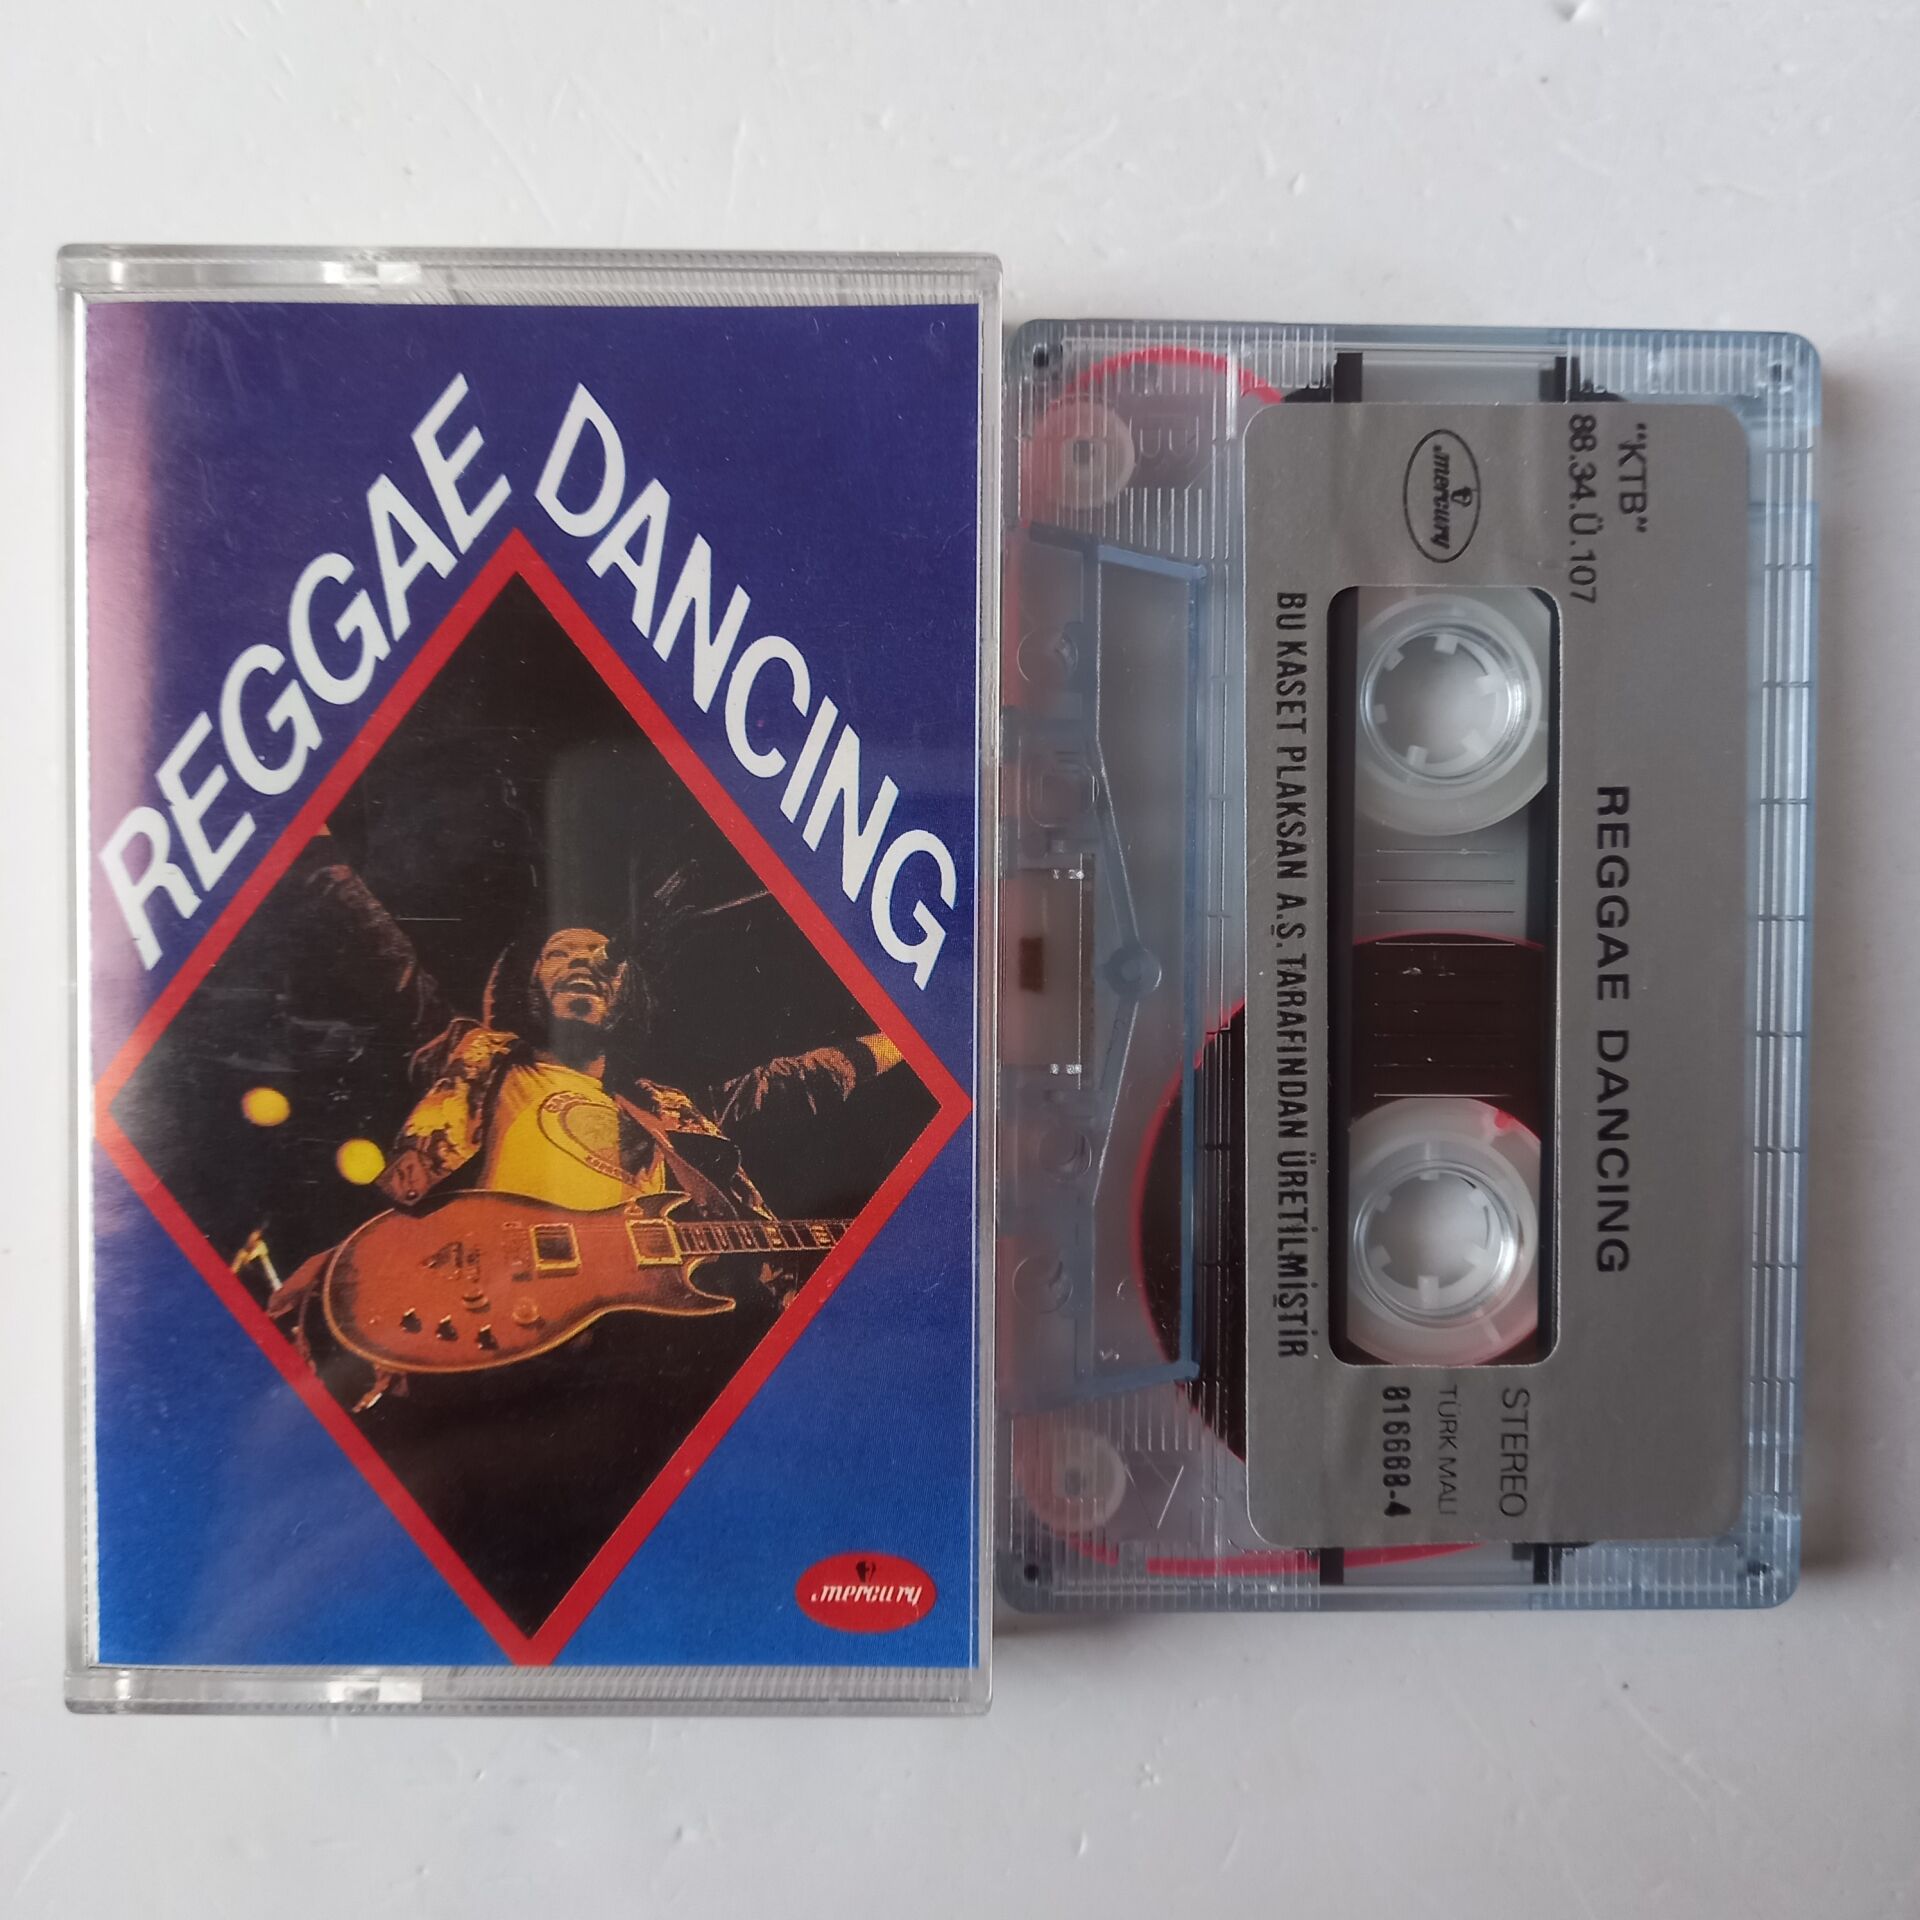 REGGAE DANCING
mercury
"KTB"
88.34.Ü.107
mercury
REGGAE DANCING
STEREO
TÜRK MALI
816668-4
BU KASET PLAKSAN A.Ş. TARAFINDAN ÜRETİLMİŞTİR